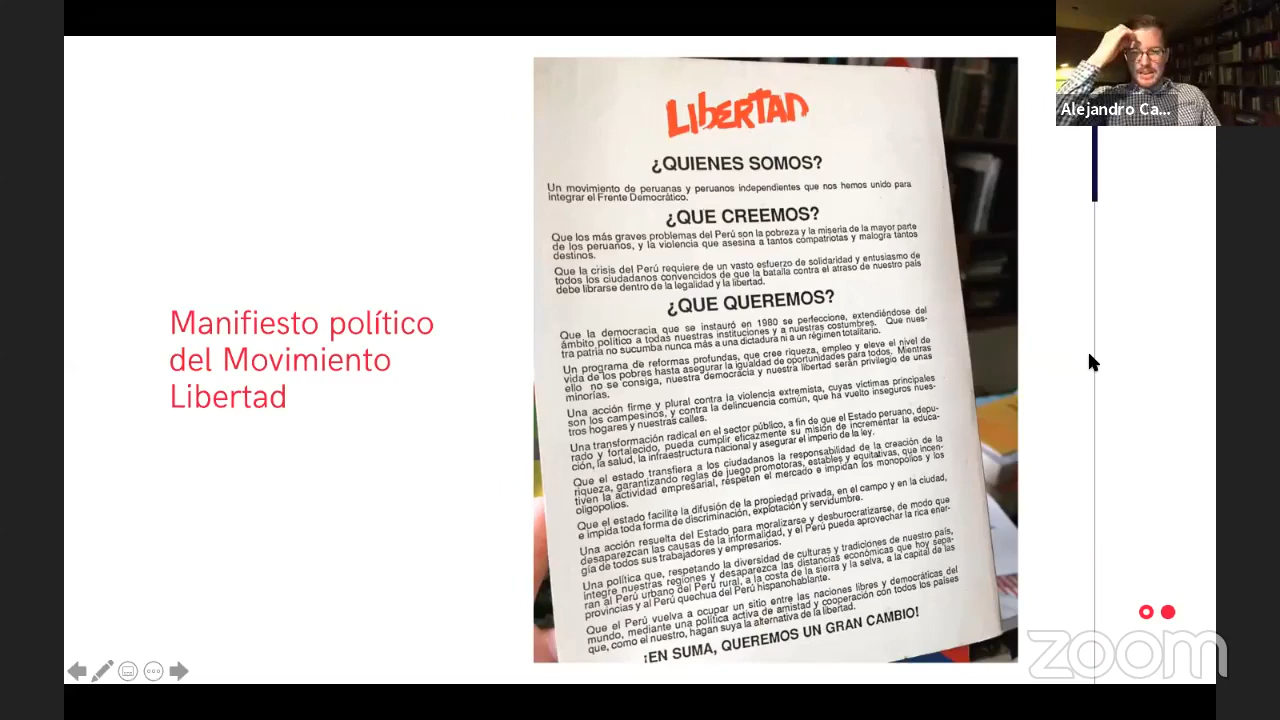 Alejandro Ca...
Manifiesto político
del Movimiento
Libertad
LIBERTAD
¿QUIENES SOMOS?
Un movimiento de peruanas y peruanos independientes que nos hemos unido para
integrar el Frente Democrático.
¿QUE CREEMOS?
Que los más graves problemas del Perú son la pobreza y la miseria de la mayor parte
de los peruanos, y la violencia que asesina a tantos compatriotas y malogra tantos
destinos.
Que la crisis del Perú requiere de un vasto esfuerzo de solidaridad y entusiasmo de
todos los ciudadanos convencidos de que la batalla contra el atraso de nuestro país
debe librarse dentro de la legalidad y la libertad.
¿QUE QUEREMOS?
Que la democracia que se instauró en 1980 se perfeccione, extendiéndose del
ámbito político a todas nuestras instituciones y a nuestras costumbres. Que nues-
tra patria no sucumba nunca más a una dictadura ni a un régimen totalitario.
Un programa de reformas profundas, que cree riqueza, empleo y eleve el nivel de
vida de los pobres hasta asegurar la igualdad de oportunidades para todos. Mientras
ello no se consiga, nuestra democracia y nuestra libertad serán privilegio de unas
minorías.
Una acción firme y plural contra la violencia extremista, cuyas víctimas principales
son los campesinos, y contra la delincuencia común, que ha vuelto inseguros nues-
tros hogares y nuestras calles.
Una transformación radical en el sector público, a fin de que el Estado peruano, depu-
rado y fortalecido, pueda cumplir eficazmente su misión de incrementar la educa-
ción, la salud, la infraestructura nacional y asegurar el imperio de la ley.
Que el estado transfiera a los ciudadanos la responsabilidad de la creación de la
riqueza, garantizando reglas de juego promotoras, estables y equitativas, que incen-
tiven la actividad empresarial, respeten el mercado e impidan los monopolios y los
oligopolios.
Que el estado facilite la difusión de la propiedad privada, en el campo y en la ciudad,
e impida toda forma de discriminación, explotación y servidumbre.
Una acción resuelta del Estado para moralizarse y desburocratizarse, de modo que
desaparezcan las causas de la informalidad, y el Perú pueda aprovechar la rica ener-
gía de todos sus trabajadores y empresarios.
Una política que, respetando la diversidad de culturas y tradiciones de nuestro país,
integre nuestras regiones y desaparezca las distancias económicas que hoy sepa-
ran al Perú urbano del Perú rural, a la costa de la sierra y la selva, a la capital de las
provincias y al Perú quechua del Perú hispanohablante.
Que el Perú vuelva a ocupar un sitio entre las naciones libres y democráticas del
mundo, mediante una política activa de amistad y cooperación con todos los países
que, como el nuestro, hagan suya la alternativa de la libertad.
¡EN SUMA, QUEREMOS UN GRAN CAMBIO!
zoom